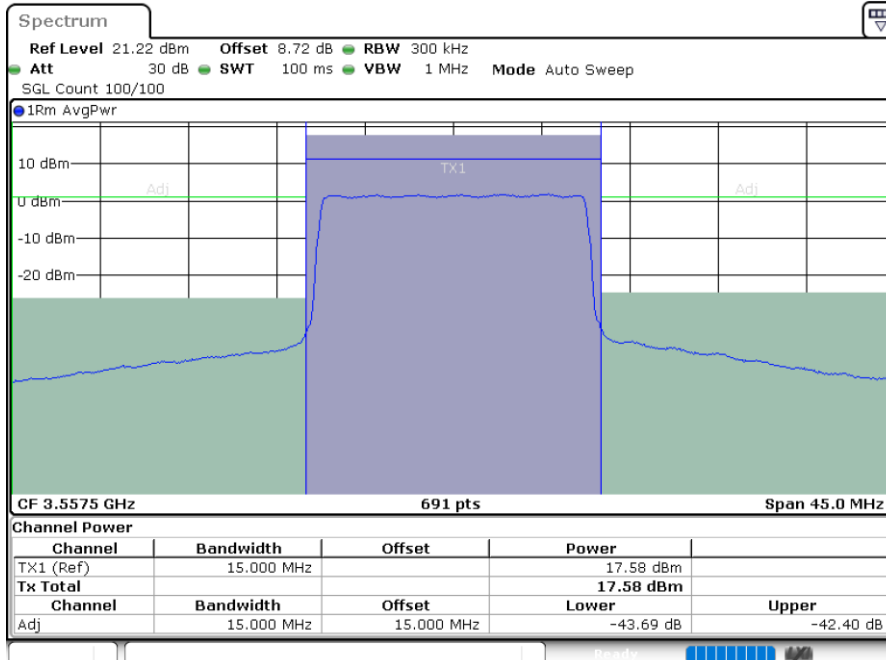 Spectrum
Ref Level 21.22 dBm Offset 8.72 dB RBW 300 kHz
Att 30 dB SWT 100 ms VBW 1 MHz Mode Auto Sweep
SGL Count 100/100
1Rm AvgPwr
10 dBm
TX1
Adj Adj
0 dBm
-10 dBm
-20 dBm
CF 3.5575 GHz 691 pts Span 45.0 MHz
Channel Power
Channel Bandwidth Offset Power
TX1 (Ref) 15.000 MHz 17.58 dBm
Tx Total 17.58 dBm
Channel Bandwidth Offset Lower Upper
Adj 15.000 MHz 15.000 MHz -43.69 dB -42.40 dB
Ready